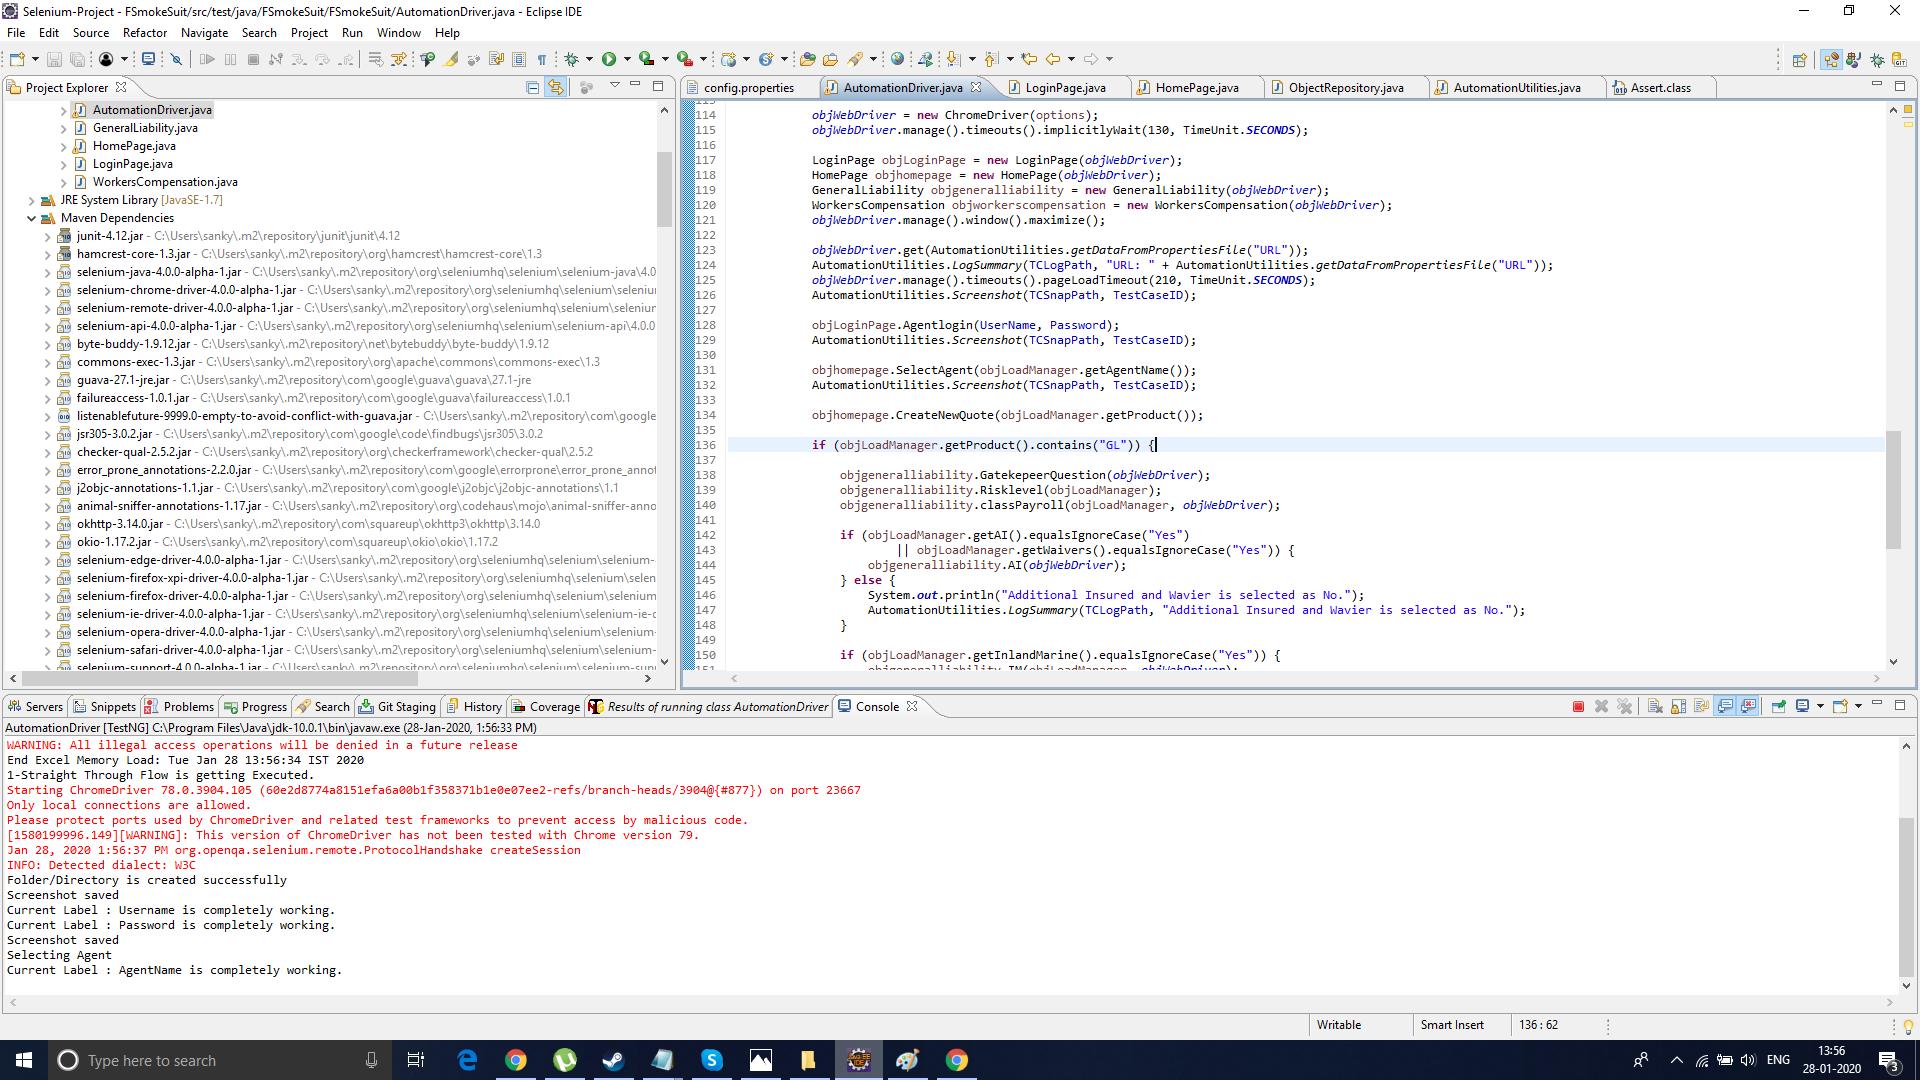 Selenium-Project - FSmokeSuit/src/test/java/FSmokeSuit/FSmokeSuit/AutomationDriver.java - Eclipse IDE
File Edit Source Refactor Navigate Search Project Run Window Help
Project Explorer
AutomationDriver.java
GeneralLiability.java
HomePage.java
LoginPage.java
WorkersCompensation.java
JRE System Library [JavaSE-1.7]
Maven Dependencies
junit-4.12.jar - C:\Users\sanky\.m2\repository\junit\junit\4.12
hamcrest-core-1.3.jar - C:\Users\sanky\.m2\repository\org\hamcrest\hamcrest-core\1.3
selenium-java-4.0.0-alpha-1.jar - C:\Users\sanky\.m2\repository\org\seleniumhq\selenium\selenium-java\4.0
selenium-chrome-driver-4.0.0-alpha-1.jar - C:\Users\sanky\.m2\repository\org\seleniumhq\selenium\selenium
selenium-remote-driver-4.0.0-alpha-1.jar - C:\Users\sanky\.m2\repository\org\seleniumhq\selenium\selenium
selenium-api-4.0.0-alpha-1.jar - C:\Users\sanky\.m2\repository\org\seleniumhq\selenium\selenium-api\4.0.0
byte-buddy-1.9.12.jar - C:\Users\sanky\.m2\repository\net\bytebuddy\byte-buddy\1.9.12
commons-exec-1.3.jar - C:\Users\sanky\.m2\repository\org\apache\commons\commons-exec\1.3
guava-27.1-jre.jar - C:\Users\sanky\.m2\repository\com\google\guava\guava\27.1-jre
failureaccess-1.0.1.jar - C:\Users\sanky\.m2\repository\com\google\guava\failureaccess\1.0.1
listenablefuture-9999.0-empty-to-avoid-conflict-with-guava.jar - C:\Users\sanky\.m2\repository\com\google
jsr305-3.0.2.jar - C:\Users\sanky\.m2\repository\com\google\code\findbugs\jsr305\3.0.2
checker-qual-2.5.2.jar - C:\Users\sanky\.m2\repository\org\checkerframework\checker-qual\2.5.2
error_prone_annotations-2.2.0.jar - C:\Users\sanky\.m2\repository\com\google\errorprone\error_prone_annot
j2objc-annotations-1.1.jar - C:\Users\sanky\.m2\repository\com\google\j2objc\j2objc-annotations\1.1
animal-sniffer-annotations-1.17.jar - C:\Users\sanky\.m2\repository\org\codehaus\mojo\animal-sniffer-anno
okhttp-3.14.0.jar - C:\Users\sanky\.m2\repository\com\squareup\okhttp3\okhttp\3.14.0
okio-1.17.2.jar - C:\Users\sanky\.m2\repository\com\squareup\okio\okio\1.17.2
selenium-edge-driver-4.0.0-alpha-1.jar - C:\Users\sanky\.m2\repository\org\seleniumhq\selenium\selenium-
selenium-firefox-xpi-driver-4.0.0-alpha-1.jar - C:\Users\sanky\.m2\repository\org\seleniumhq\selenium\selen
selenium-firefox-driver-4.0.0-alpha-1.jar - C:\Users\sanky\.m2\repository\org\seleniumhq\selenium\selenium
selenium-ie-driver-4.0.0-alpha-1.jar - C:\Users\sanky\.m2\repository\org\seleniumhq\selenium\selenium-ie-d
selenium-opera-driver-4.0.0-alpha-1.jar - C:\Users\sanky\.m2\repository\org\seleniumhq\selenium\selenium-
selenium-safari-driver-4.0.0-alpha-1.jar - C:\Users\sanky\.m2\repository\org\seleniumhq\selenium\selenium-
selenium-support-4.0.0-alpha-1.jar - C:\Users\sanky\.m2\repository\org\seleniumhq\selenium\selenium-sup
config.properties AutomationDriver.java LoginPage.java HomePage.java ObjectRepository.java AutomationUtilities.java Assert.class
114 objWebDriver = new ChromeDriver(options);
115 objWebDriver.manage().timeouts().implicitlyWait(130, TimeUnit.SECONDS);
116
117 LoginPage objLoginPage = new LoginPage(objWebDriver);
118 HomePage objhomepage = new HomePage(objWebDriver);
119 GeneralLiability objgeneralliability = new GeneralLiability(objWebDriver);
120 WorkersCompensation objworkerscompensation = new WorkersCompensation(objWebDriver);
121 objWebDriver.manage().window().maximize();
122
123 objWebDriver.get(AutomationUtilities.getDataFromPropertiesFile("URL"));
124 AutomationUtilities.LogSummary(TCLogPath, "URL: " + AutomationUtilities.getDataFromPropertiesFile("URL"));
125 objWebDriver.manage().timeouts().pageLoadTimeout(210, TimeUnit.SECONDS);
126 AutomationUtilities.Screenshot(TCSnapPath, TestCaseID);
127
128 objLoginPage.Agentlogin(UserName, Password);
129 AutomationUtilities.Screenshot(TCSnapPath, TestCaseID);
130
131 objhomepage.SelectAgent(objLoadManager.getAgentName());
132 AutomationUtilities.Screenshot(TCSnapPath, TestCaseID);
133
134 objhomepage.CreateNewQuote(objLoadManager.getProduct());
135
136 if (objLoadManager.getProduct().contains("GL")) {
137
138 objgeneralliability.GatekepeerQuestion(objWebDriver);
139 objgeneralliability.Risklevel(objLoadManager);
140 objgeneralliability.classPayroll(objLoadManager, objWebDriver);
141
142 if (objLoadManager.getAI().equalsIgnoreCase("Yes")
143 || objLoadManager.getWaivers().equalsIgnoreCase("Yes")) {
144 objgeneralliability.AI(objWebDriver);
145 } else {
146 System.out.println("Additional Insured and Wavier is selected as No.");
147 AutomationUtilities.LogSummary(TCLogPath, "Additional Insured and Wavier is selected as No.");
148 }
149
150 if (objLoadManager.getInlandMarine().equalsIgnoreCase("Yes")) {
151 objgeneralliability.IM(objLoadManager, objWebDriver);
Servers Snippets Problems Progress Search Git Staging History Coverage Results of running class AutomationDriver Console
AutomationDriver [TestNG] C:\Program Files\Java\jdk-10.0.1\bin\javaw.exe (28-Jan-2020, 1:56:33 PM)
WARNING: All illegal access operations will be denied in a future release
End Excel Memory Load: Tue Jan 28 13:56:34 IST 2020
1-Straight Through Flow is getting Executed.
Starting ChromeDriver 78.0.3904.105 (60e2d8774a8151efa6a00b1f358371b1e0e07ee2-refs/branch-heads/3904@{#877}) on port 23667
Only local connections are allowed.
Please protect ports used by ChromeDriver and related test frameworks to prevent access by malicious code.
[1580199996.149][WARNING]: This version of ChromeDriver has not been tested with Chrome version 79.
Jan 28, 2020 1:56:37 PM org.openqa.selenium.remote.ProtocolHandshake createSession
INFO: Detected dialect: W3C
Folder/Directory is created successfully
Screenshot saved
Current Label : Username is completely working.
Current Label : Password is completely working.
Screenshot saved
Selecting Agent
Current Label : AgentName is completely working.
Writable Smart Insert 136 : 62
Type here to search
ENG
13:56
28-01-2020
3